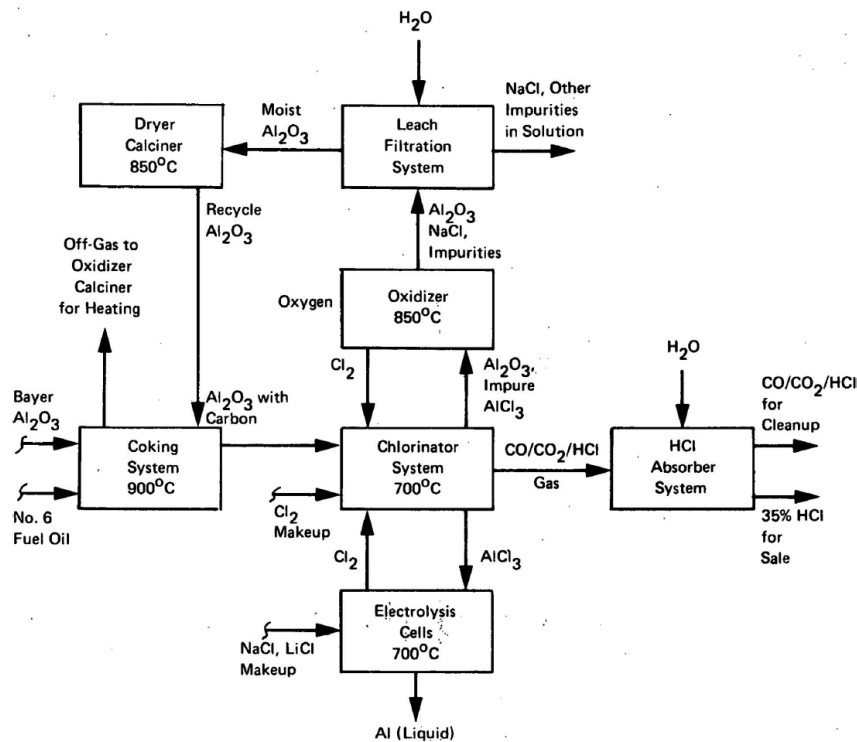 H₂O
Dryer
Calciner
850°C
Moist
Al₂O₃
Leach
Filtration
System
NaCl, Other
Impurities
in Solution
Recycle
Al₂O₃
Al₂O₃
NaCl,
Impurities
Off-Gas to
Oxidizer
Calciner
for Heating
Oxygen
Oxidizer
850°C
Cl₂
Al₂O₃,
Impure
AlCl₃
H₂O
Bayer
Al₂O₃
Al₂O₃ with
Carbon
Coking
System
900°C
Chlorinator
System
700°C
CO/CO₂/HCl
Gas
HCl
Absorber
System
CO/CO₂/HCl
for
Cleanup
No. 6
Fuel Oil
Cl₂
Makeup
35% HCl
for
Sale
Cl₂
AlCl₃
Electrolysis
Cells
700°C
NaCl, LiCl
Makeup
Al (Liquid)